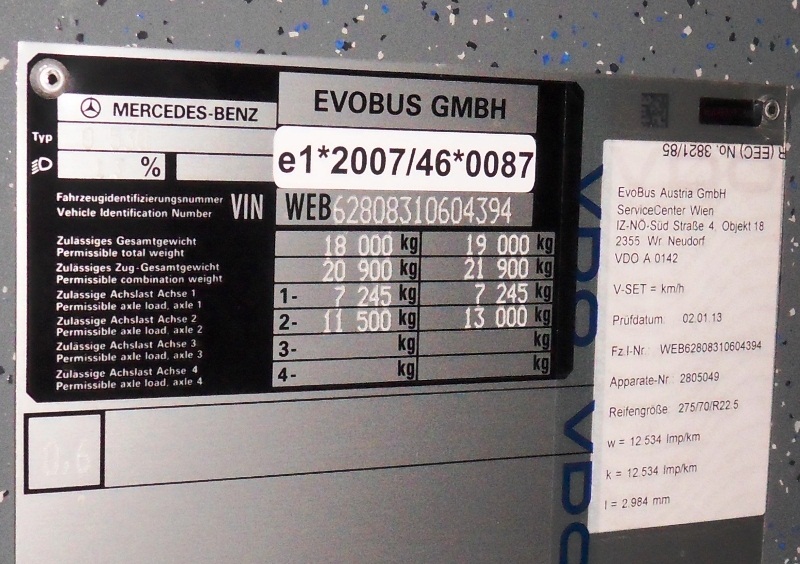 MERCEDES-BENZ
EVOBUS GMBH
Typ
%
e1*2007/46*0087
Fahrzeugidentifizierungsnummer
Vehicle Identification Number
VIN
WEB62808310604394
Zulässiges Gesamtgewicht
Permissible total weight
18 000 kg 19 000 kg
Zulässiges Zug-Gesamtgewicht
Permissible combination weight
20 900 kg 21 900 kg
Zulässige Achslast Achse 1
Permissible axle load, axle 1
1- 7 245 kg 7 245 kg
Zulässige Achslast Achse 2
Permissible axle load, axle 2
2- 11 500 kg 13 000 kg
Zulässige Achslast Achse 3
Permissible axle load, axle 3
3- kg kg
Zulässige Achslast Achse 4
Permissible axle load, axle 4
4- kg kg
0,6
VDO VDO
R (EEC) No. 3821/85
EvoBus Austria GmbH
ServiceCenter Wien
IZ-NÖ-Süd Straße 4, Objekt 18
2355 Wr. Neudorf
VDO A 0142
V-SET = km/h
Prüfdatum: 02.01.13
Fz.I-Nr.: WEB62808310604394
Apparate-Nr.: 2805049
Reifengröße: 275/70/R22.5
w = 12.534 Imp/km
k = 12.534 Imp/km
l = 2.984 mm